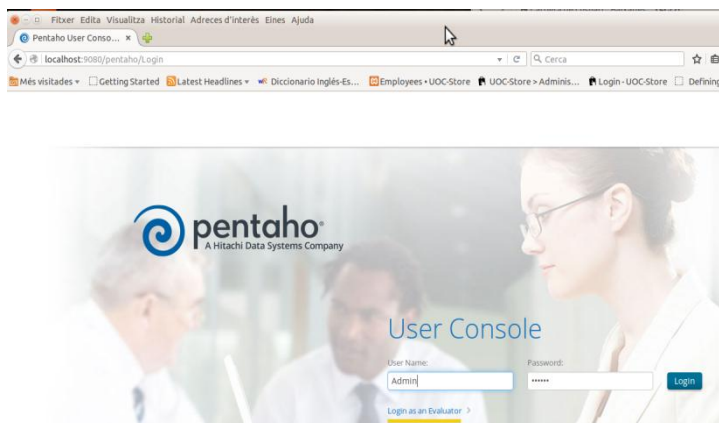 Fitxer Edita Visualitza Historial Adreces d'interès Eines Ajuda
Pentaho User Conso...
localhost:9080/pentaho/Login
Cerca
Més visitades Getting Started Latest Headlines Diccionario Inglés-Es... Employees • UOC-Store UOC-Store > Adminis... Login - UOC-Store Defining
pentaho
A Hitachi Data Systems Company
User Console
User Name: Password:
Admin •••••• Login
Login as an Evaluator >